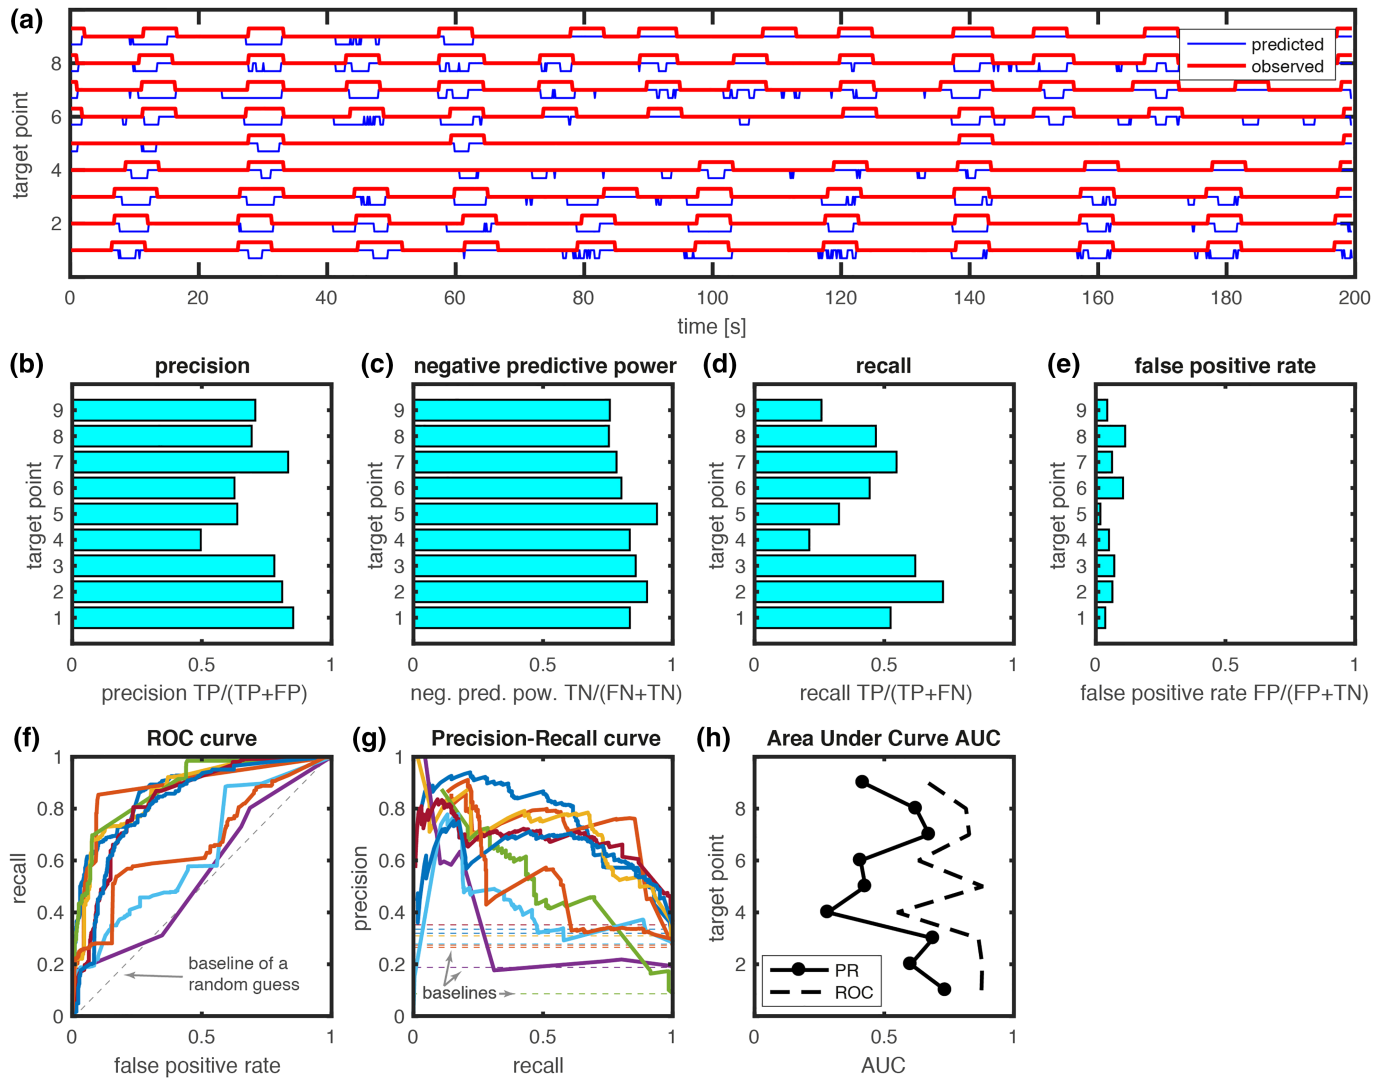 (a)
predicted
observed
8
6
4
2
target point
0 20 40 60 80 100 120 140 160 180 200
time [s]
(b) precision
9
8
7
6
5
4
3
2
1
target point
0 0.5 1
precision TP/(TP+FP)
(c) negative predictive power
9
8
7
6
5
4
3
2
1
target point
0 0.5 1
neg. pred. pow. TN/(FN+TN)
(d) recall
9
8
7
6
5
4
3
2
1
target point
0 0.5 1
recall TP/(TP+FN)
(e) false positive rate
9
8
7
6
5
4
3
2
1
target point
0 0.5 1
false positive rate FP/(FP+TN)
(f) ROC curve
1
0.8
0.6
0.4
0.2
0
recall
baseline of a
random guess
0 0.5 1
false positive rate
(g) Precision-Recall curve
1
0.8
0.6
0.4
0.2
0
precision
baselines
0 0.5 1
recall
(h) Area Under Curve AUC
8
6
4
2
target point
PR
ROC
0 0.5 1
AUC